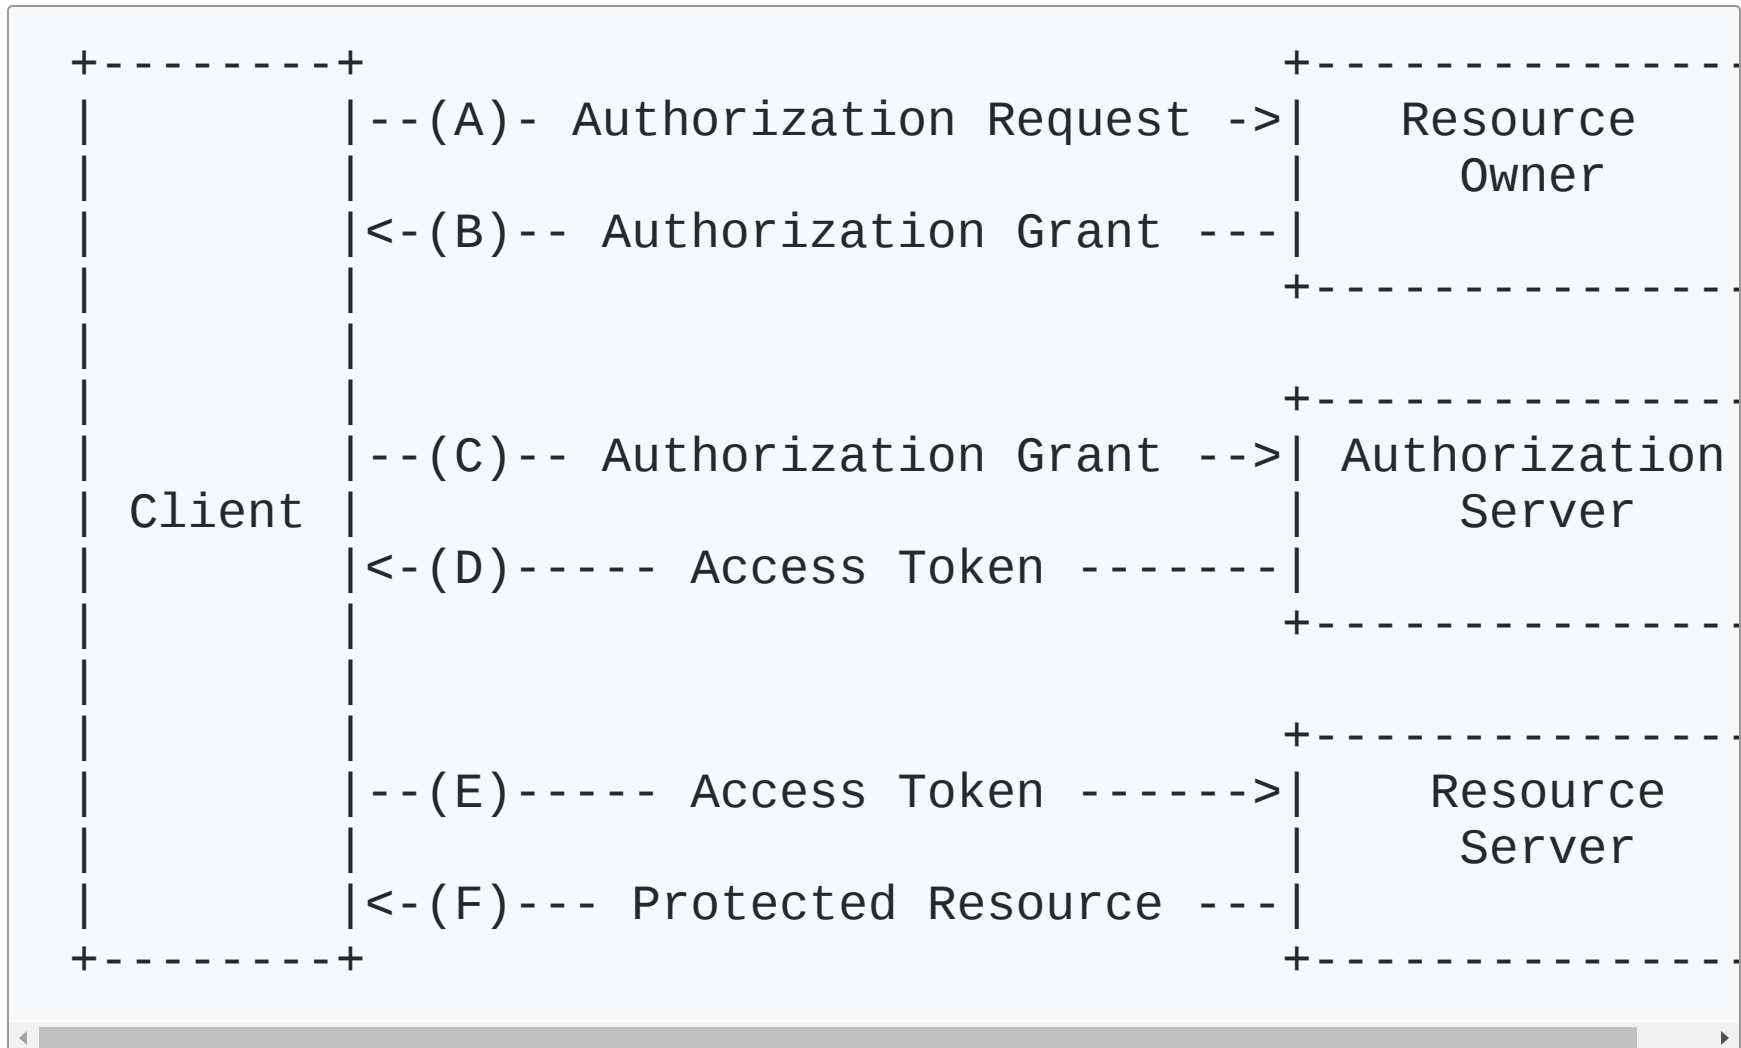 +--------+                               +---------------
|        |--(A)- Authorization Request ->|   Resource
|        |                               |     Owner
|        |<-(B)-- Authorization Grant ---|
|        |                               +---------------
|        |
|        |                               +---------------
|        |--(C)-- Authorization Grant -->| Authorization
| Client |                               |     Server
|        |<-(D)----- Access Token -------|
|        |                               +---------------
|        |
|        |                               +---------------
|        |--(E)----- Access Token ------>|    Resource
|        |                               |     Server
|        |<-(F)--- Protected Resource ---|
+--------+                               +---------------